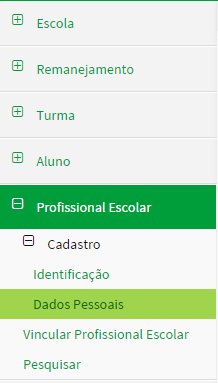 Escola
Remanejamento
Turma
Aluno
Profissional Escolar
Cadastro
Identificação
Dados Pessoais
Vincular Profissional Escolar
Pesquisar